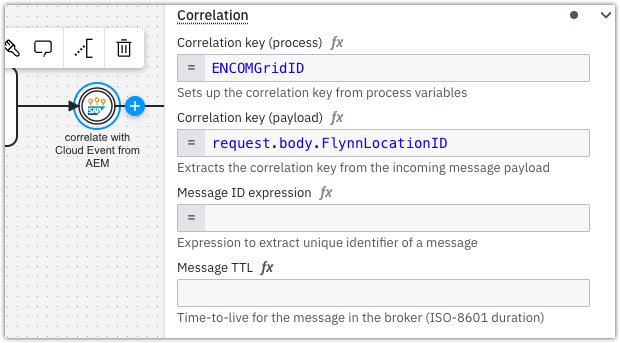 Correlation
Correlation key (process) fx
= ENCOMGridID
Sets up the correlation key from process variables
Correlation key (payload) fx
= request.body.FlynnLocationID
Extracts the correlation key from the incoming message payload
Message ID expression fx
=
Expression to extract unique identifier of a message
Message TTL fx
Time-to-live for the message in the broker (ISO-8601 duration)
SAP
correlate with
Cloud Event from
AEM